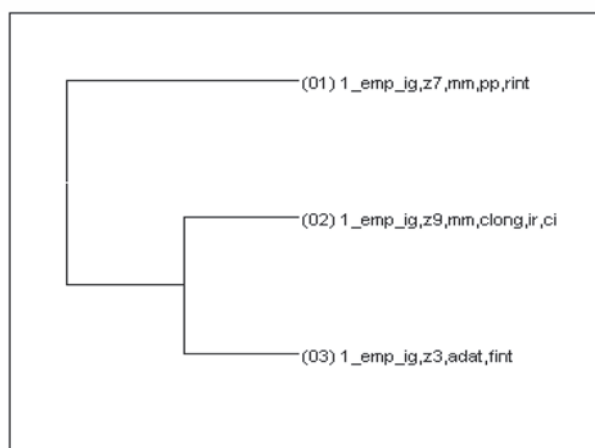 (01) 1_emp_ig,z7,mm,pp,rint
(02) 1_emp_ig,z9,mm,clong,ir,ci
(03) 1_emp_ig,z3,adat,fint